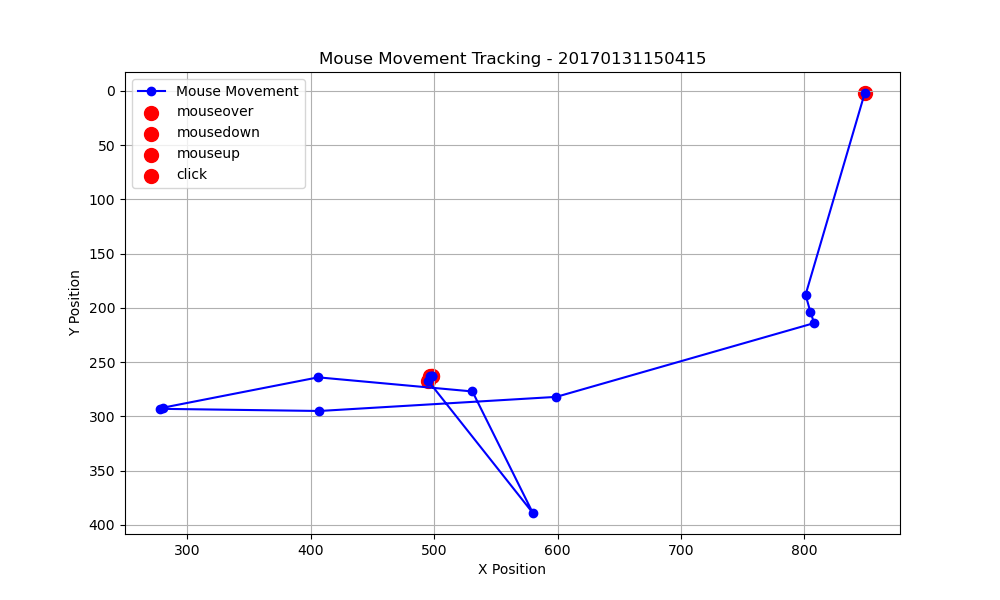 Mouse Movement Tracking - 20170131150415
Mouse Movement
mouseover
mousedown
mouseup
click
0
50
100
150
200
250
300
350
400
Y Position
300 400 500 600 700 800
X Position